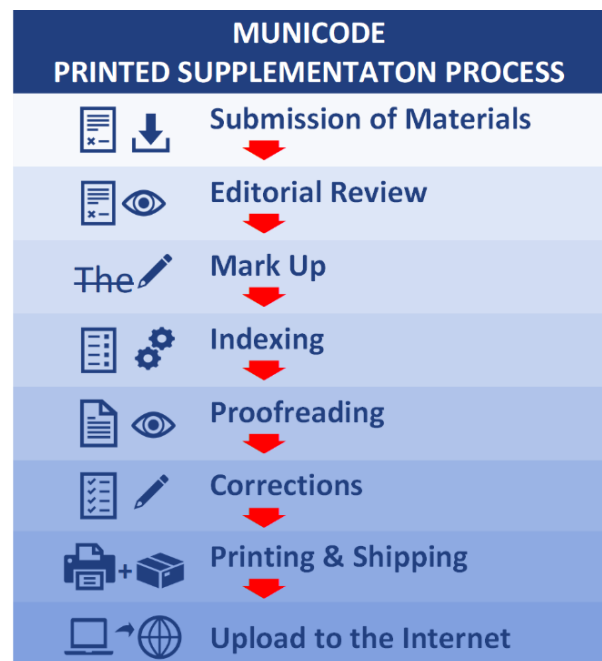 MUNICODE
PRINTED SUPPLEMENTATON PROCESS
Submission of Materials
Editorial Review
The Mark Up
Indexing
Proofreading
Corrections
+ Printing & Shipping
Upload to the Internet